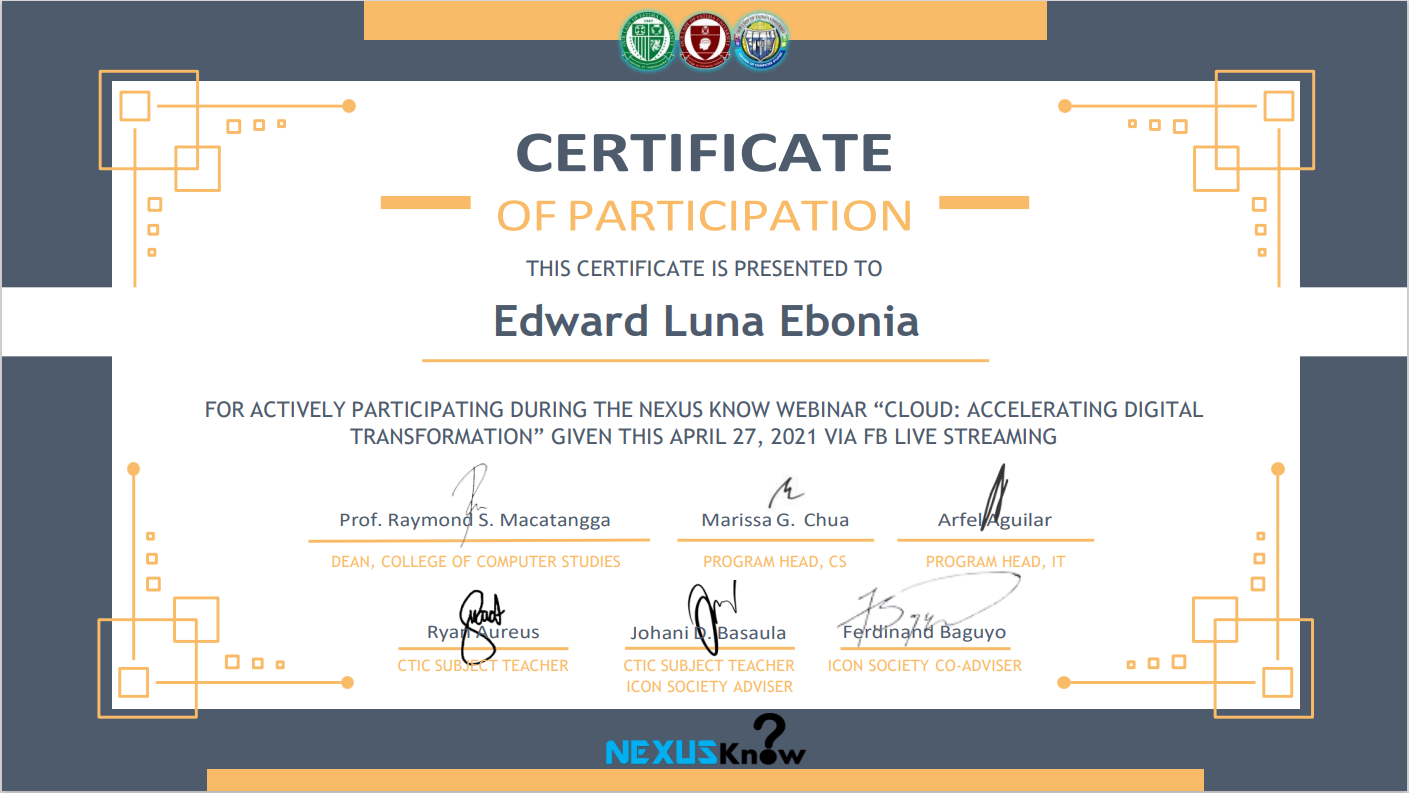 CERTIFICATE
OF PARTICIPATION
THIS CERTIFICATE IS PRESENTED TO
Edward Luna Ebonia
FOR ACTIVELY PARTICIPATING DURING THE NEXUS KNOW WEBINAR “CLOUD: ACCELERATING DIGITAL
TRANSFORMATION” GIVEN THIS APRIL 27, 2021 VIA FB LIVE STREAMING
Prof. Raymond S. Macatangga Marissa G. Chua Arfel Aguilar
DEAN, COLLEGE OF COMPUTER STUDIES PROGRAM HEAD, CS PROGRAM HEAD, IT
Ryan Aureus Johani D. Basaula Ferdinand Baguyo
CTIC SUBJECT TEACHER CTIC SUBJECT TEACHER ICON SOCIETY CO-ADVISER
ICON SOCIETY ADVISER
NEXUSKnow?